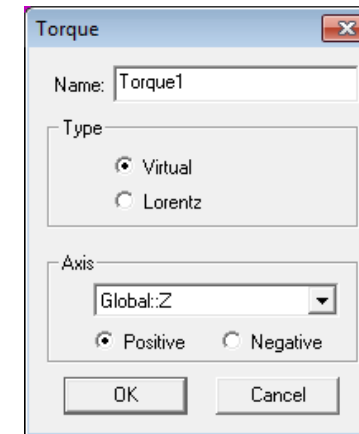 Torque
Name: Torque1
Type
Virtual
Lorentz
Axis
Global::Z
Positive Negative
OK Cancel